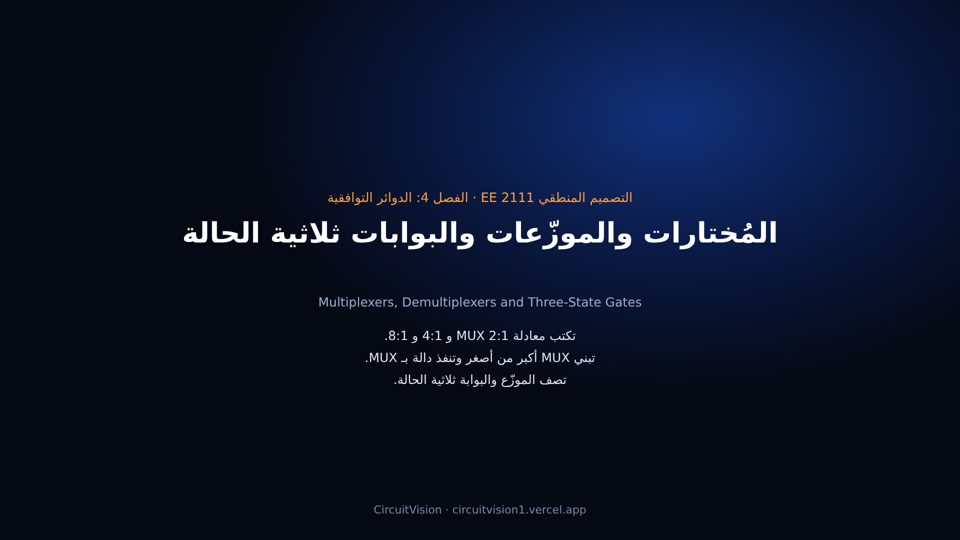 التصميم المنطقي EE 2111 · الفصل 4: الدوائر التوافقية
المُختارات والموزّعات والبوابات ثلاثية الحالة
Multiplexers, Demultiplexers and Three-State Gates
تكتب معادلة MUX 2:1 و 4:1 و 8:1.
تبني MUX أكبر من أصغر وتنفذ دالة بـ MUX.
تصف الموزّع والبوابة ثلاثية الحالة.
CircuitVision · circuitvision1.vercel.app